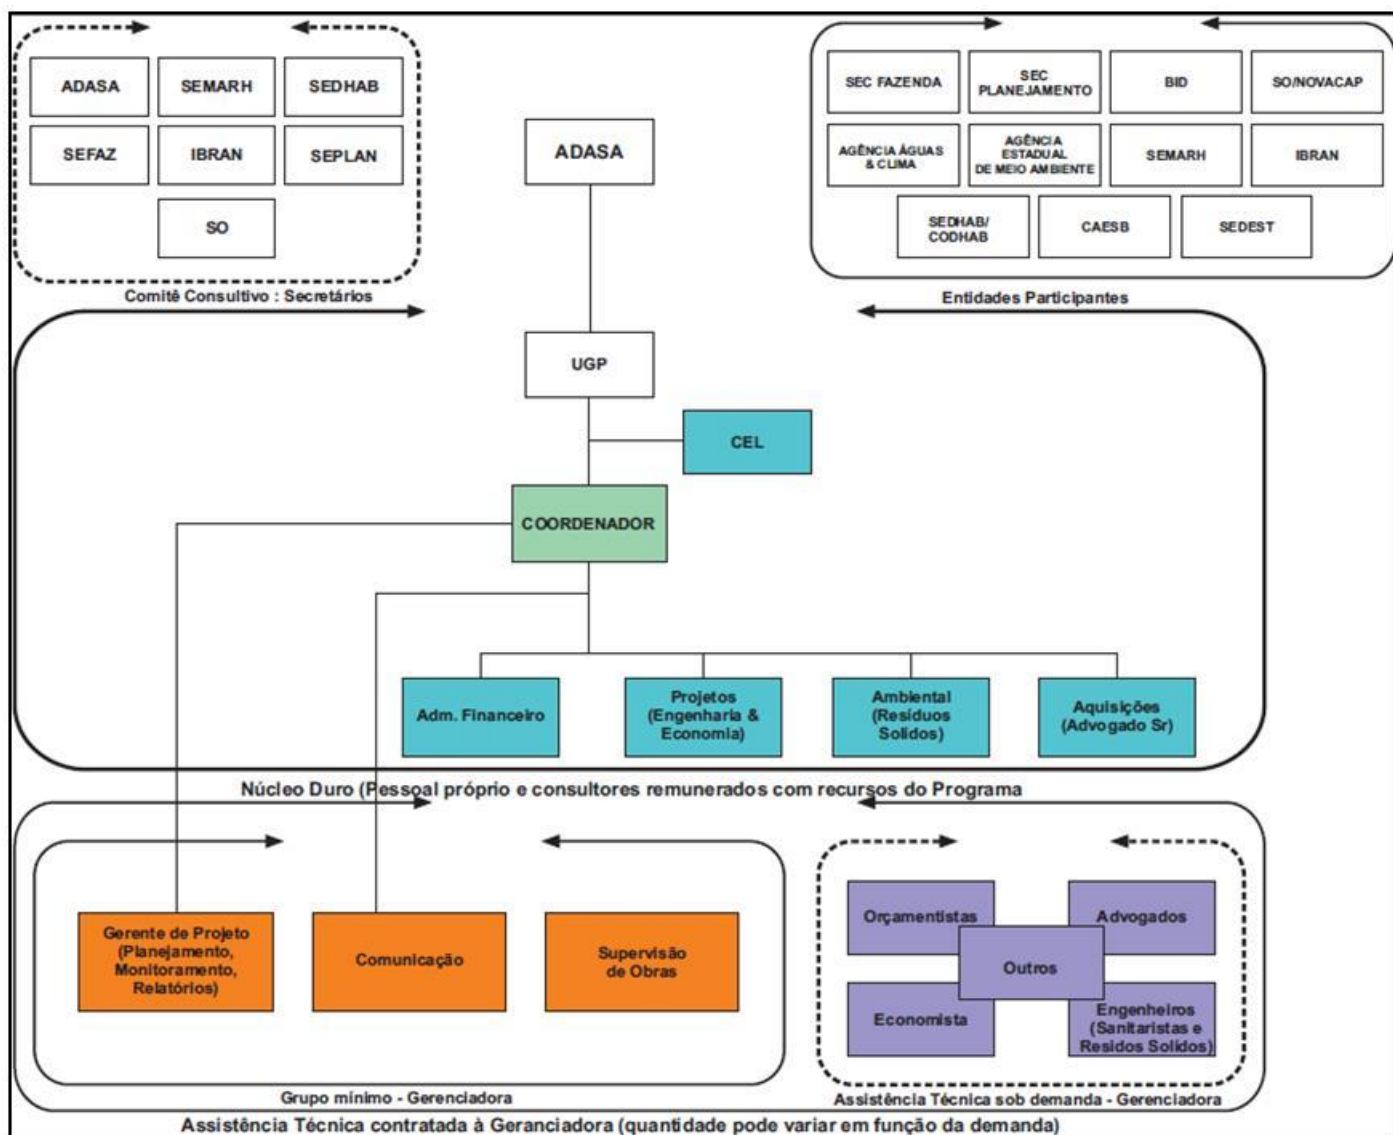 ADASA
SEMARH
SEDHAB
SEFAZ
IBRAN
SEPLAN
SO
Comitê Consultivo : Secretários
ADASA
SEC FAZENDA
SEC
PLANEJAMENTO
BID
SO/NOVACAP
AGÊNCIA ÁGUAS
& CLIMA
AGÊNCIA
ESTADUAL
DE MEIO AMBIENTE
SEMARH
IBRAN
SEDHAB/
CODHAB
CAESB
SEDEST
Entidades Participantes
UGP
CEL
COORDENADOR
Adm. Financeiro
Projetos
(Engenharia &
Economia)
Ambiental
(Resíduos
Solidos)
Aquisições
(Advogado Sr)
Núcleo Duro (Pessoal próprio e consultores remunerados com recursos do Programa
Gerente de Projeto
(Planejamento,
Monitoramento,
Relatórios)
Comunicação
Supervisão
de Obras
Grupo mínimo - Gerenciadora
Orçamentistas
Advogados
Outros
Economista
Engenheiros
(Sanitaristas e
Residos Solidos)
Assistência Técnica sob demanda - Gerenciadora
Assistência Técnica contratada à Geranciadora (quantidade pode variar em função da demanda)